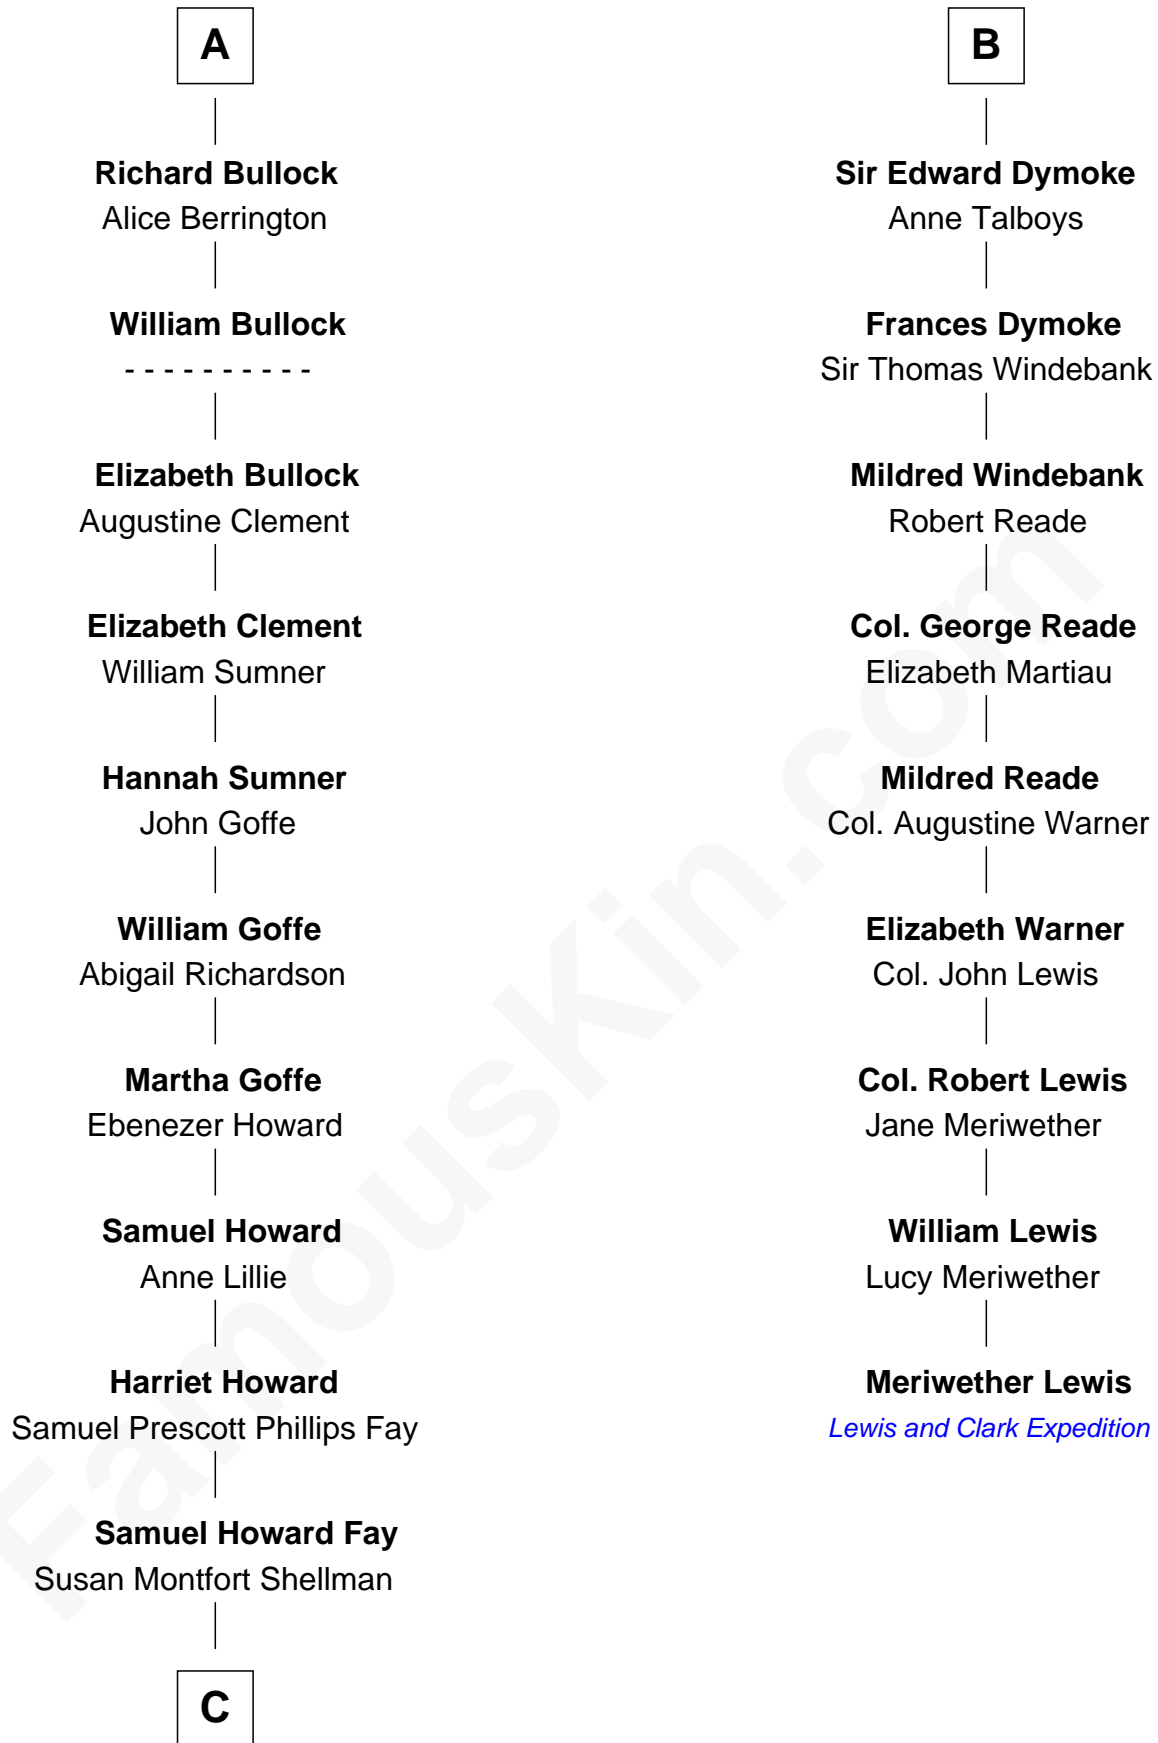 A
Richard Bullock
Alice Berrington
William Bullock
- - - - - - - - - -
Elizabeth Bullock
Augustine Clement
Elizabeth Clement
William Sumner
Hannah Sumner
John Goffe
William Goffe
Abigail Richardson
Martha Goffe
Ebenezer Howard
Samuel Howard
Anne Lillie
Harriet Howard
Samuel Prescott Phillips Fay
Samuel Howard Fay
Susan Montfort Shellman
C
B
Sir Edward Dymoke
Anne Talboys
Frances Dymoke
Sir Thomas Windebank
Mildred Windebank
Robert Reade
Col. George Reade
Elizabeth Martiau
Mildred Reade
Col. Augustine Warner
Elizabeth Warner
Col. John Lewis
Col. Robert Lewis
Jane Meriwether
William Lewis
Lucy Meriwether
Meriwether Lewis
Lewis and Clark Expedition
FamousKin.com